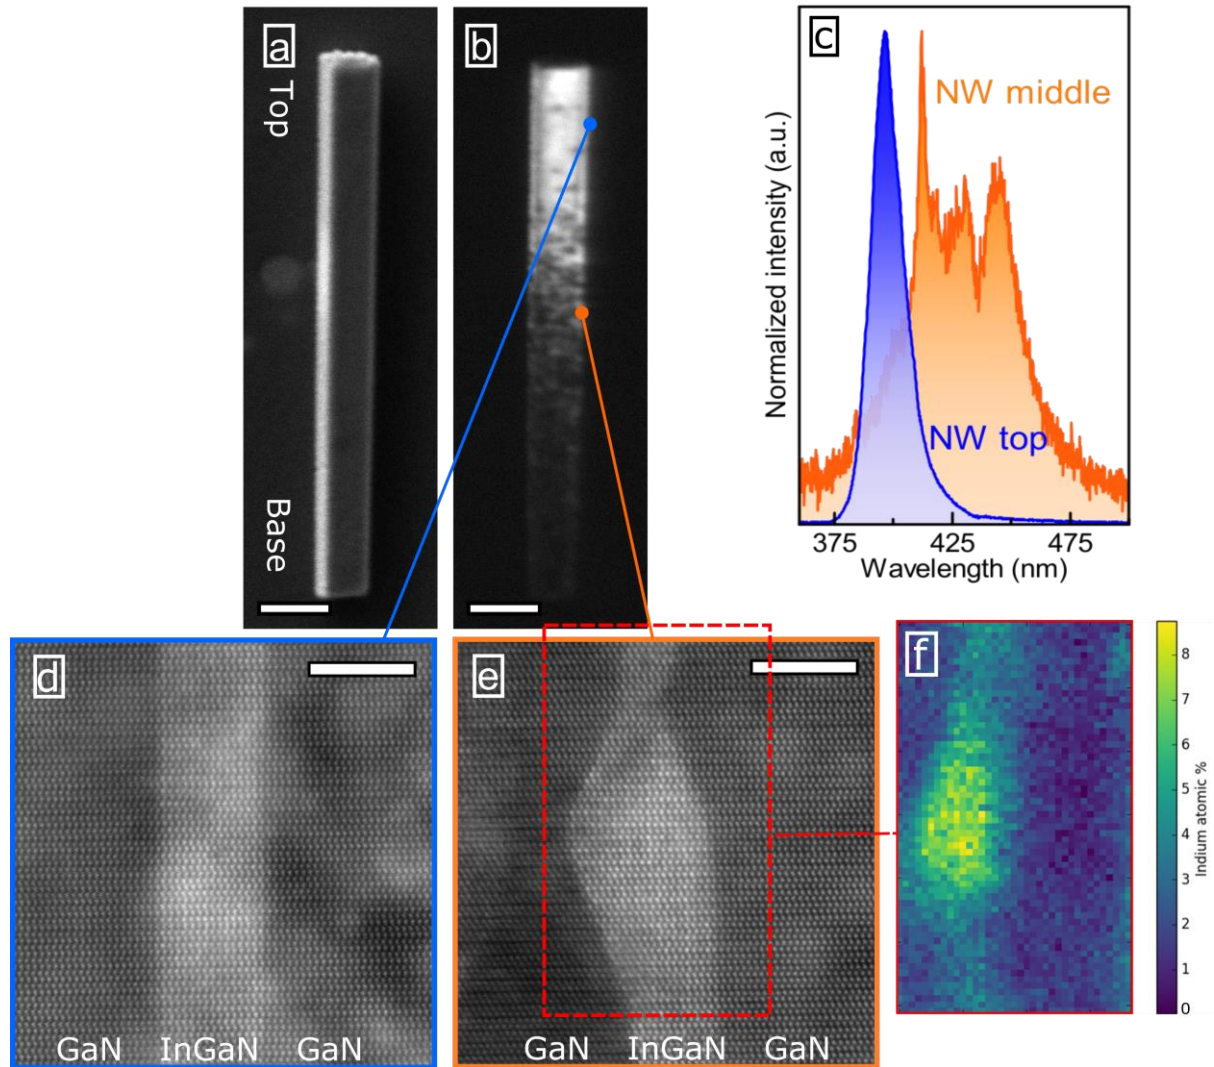 a
Top
Base
b
c
NW middle
NW top
Normalized intensity (a.u.)
375 425 475
Wavelength (nm)
d
GaN InGaN GaN
e
GaN InGaN GaN
f
8
7
6
5
4
3
2
1
0
Indium atomic %